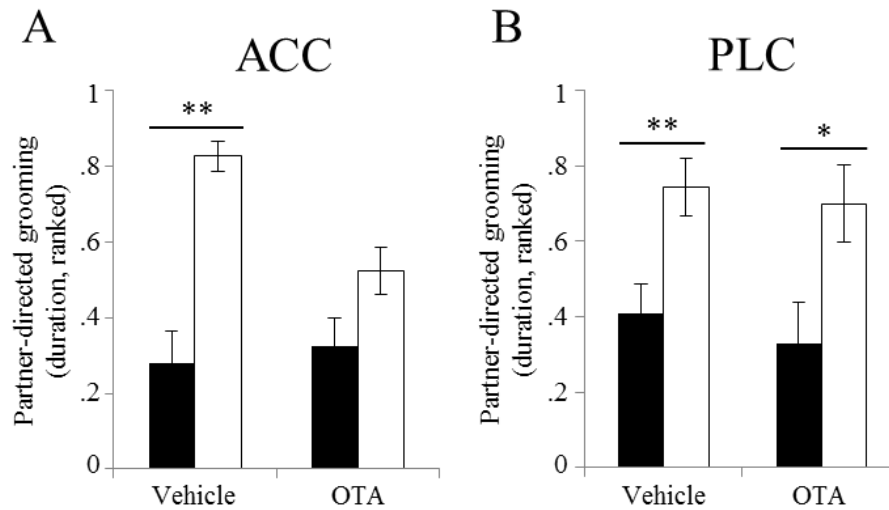 A
ACC
Partner-directed grooming
(duration, ranked)
1
.8
.6
.4
.2
0
**
Vehicle
OTA
B
PLC
Partner-directed grooming
(duration, ranked)
1
.8
.6
.4
.2
0
**
*
Vehicle
OTA